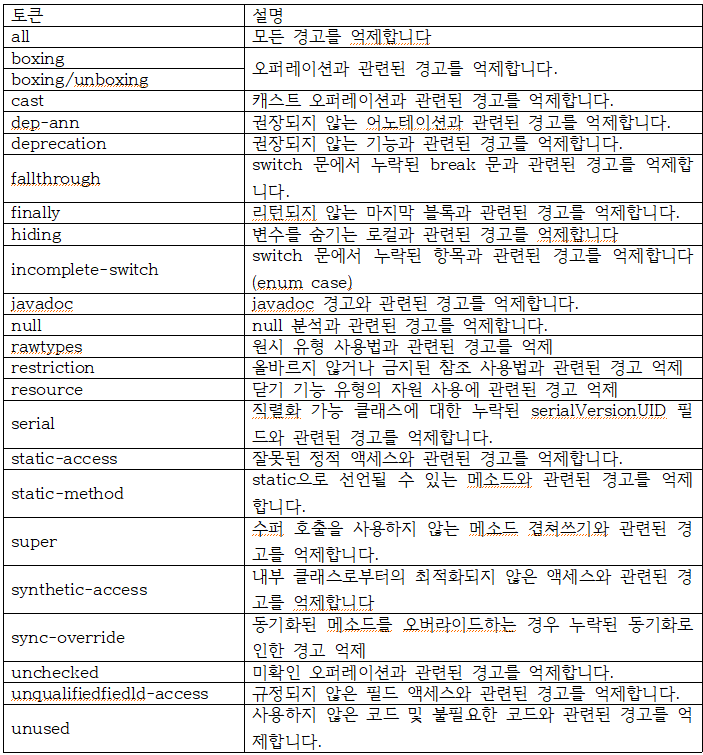 토큰 설명
all 모든 경고를 억제합니다
boxing
오퍼레이션과 관련된 경고를 억제합니다.
boxing/unboxing
cast 캐스트 오퍼레이션과 관련된 경고를 억제합니다.
dep-ann 권장되지 않는 어노테이션과 관련된 경고를 억제합니다.
deprecation 권장되지 않는 기능과 관련된 경고를 억제합니다.
fallthrough switch 문에서 누락된 break 문과 관련된 경고를 억제합
니다.
finally 리턴되지 않는 마지막 블록과 관련된 경고를 억제합니다.
hiding 변수를 숨기는 로컬과 관련된 경고를 억제합니다
incomplete-switch switch 문에서 누락된 항목과 관련된 경고를 억제합니다
(enum case)
javadoc javadoc 경고와 관련된 경고를 억제합니다.
null null 분석과 관련된 경고를 억제합니다.
rawtypes 원시 유형 사용법과 관련된 경고를 억제
restriction 올바르지 않거나 금지된 참조 사용법과 관련된 경고 억제
resource 닫기 기능 유형의 자원 사용에 관련된 경고 억제
serial 직렬화 가능 클래스에 대한 누락된 serialVersionUID 필
드와 관련된 경고를 억제합니다.
static-access 잘못된 정적 액세스와 관련된 경고를 억제합니다.
static-method static으로 선언될 수 있는 메소드와 관련된 경고를 억제
합니다.
super 수퍼 호출을 사용하지 않는 메소드 겹쳐쓰기와 관련된 경
고를 억제합니다.
synthetic-access 내부 클래스로부터의 최적화되지 않은 액세스와 관련된 경
고를 억제합니다
sync-override 동기화된 메소드를 오버라이드하는 경우 누락된 동기화로
인한 경고 억제
unchecked 미확인 오퍼레이션과 관련된 경고를 억제합니다.
unqualifiedfiedld-access 규정되지 않은 필드 액세스와 관련된 경고를 억제합니다.
unused 사용하지 않은 코드 및 불필요한 코드와 관련된 경고를 억
제합니다.